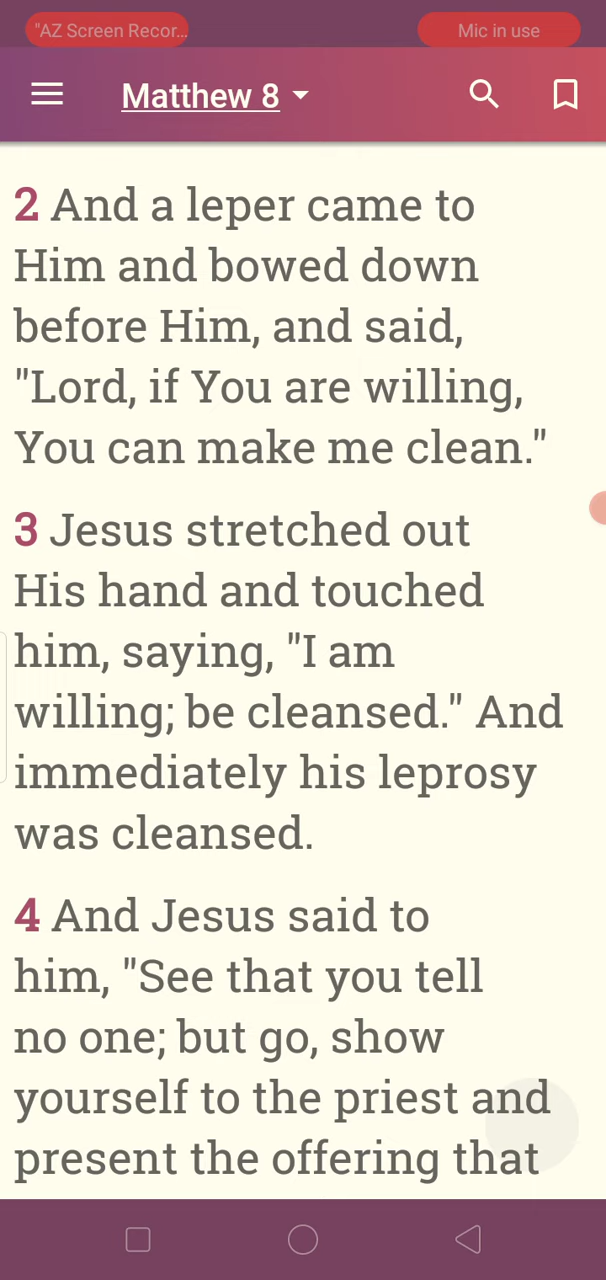 "AZ Screen Recor...
Mic in use
Matthew 8
2 And a leper came to
Him and bowed down
before Him, and said,
"Lord, if You are willing,
You can make me clean."
3 Jesus stretched out
His hand and touched
him, saying, "I am
willing; be cleansed." And
immediately his leprosy
was cleansed.
4 And Jesus said to
him, "See that you tell
no one; but go, show
yourself to the priest and
present the offering that